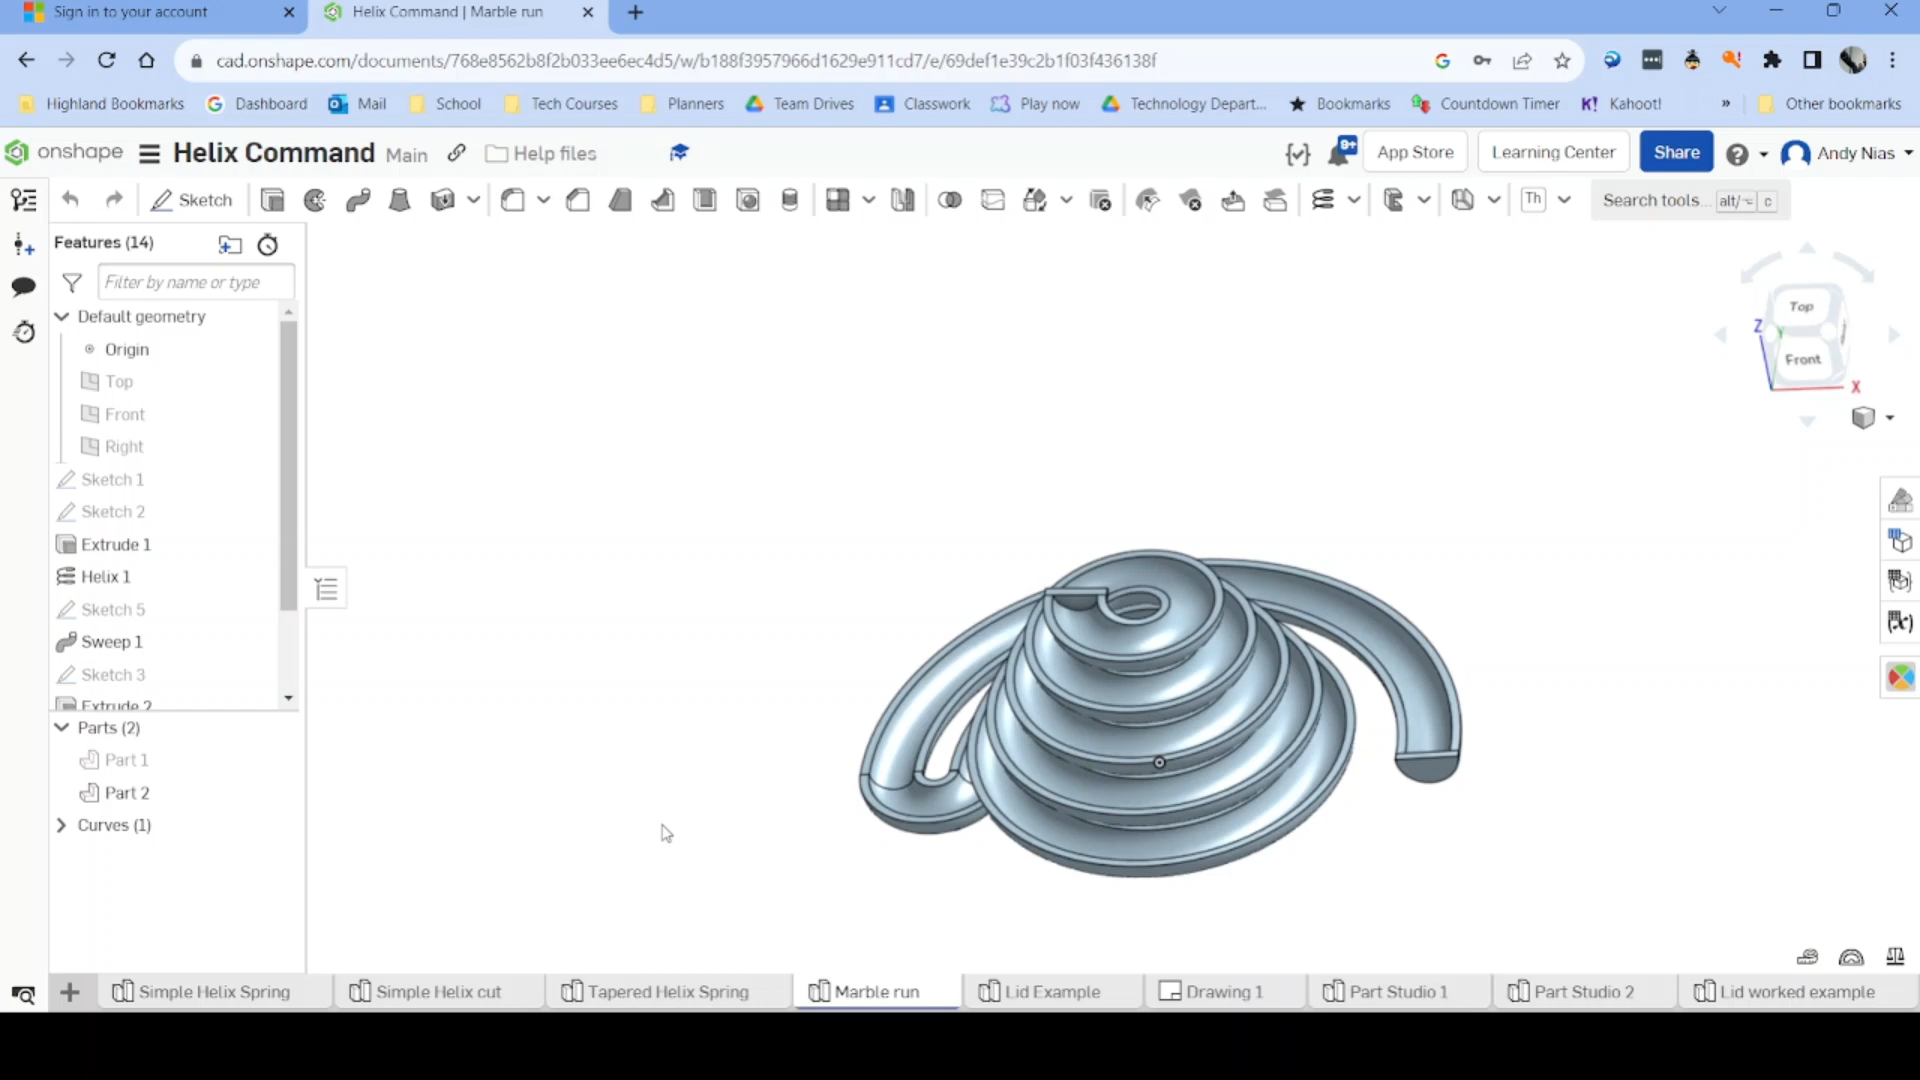 Sign in to your account
Helix Command | Marble run
cad.onshape.com/documents/768e8562b8f2b033ee6ec4d5/w/b188f3957966d1629e911cd7/e/69def1e39c2b1f03f436138f
Highland Bookmarks Dashboard Mail School Tech Courses Planners Team Drives Classwork Play now Technology Depart... Bookmarks Countdown Timer K! Kahoot! » Other bookmarks
onshape Helix Command Main Help files 9+ App Store Learning Center Share Andy Nias
Sketch Th Search tools... alt/⌥ c
Features (14)
Filter by name or type
Default geometry
Origin
Top
Front
Right
Sketch 1
Sketch 2
Extrude 1
Helix 1
Sketch 5
Sweep 1
Sketch 3
Extrude 2
Parts (2)
Part 1
Part 2
Curves (1)
Top
Z
Y
Front
X
Simple Helix Spring Simple Helix cut Tapered Helix Spring Marble run Lid Example Drawing 1 Part Studio 1 Part Studio 2 Lid worked example